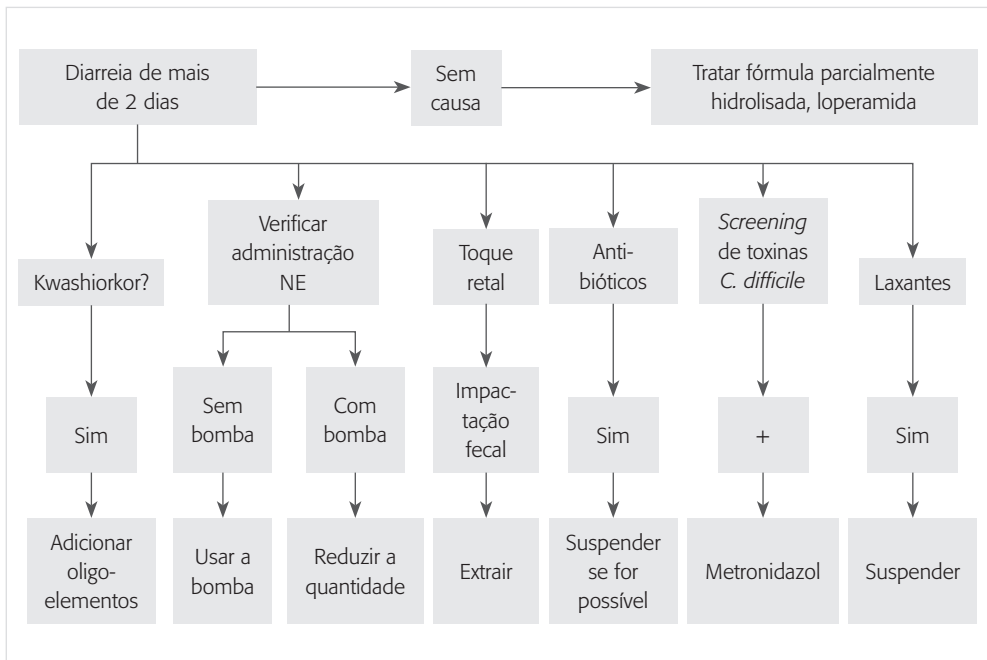 Diarreia de mais
de 2 dias
Sem
causa
Tratar fórmula parcialmente
hidrolisada, loperamida
Kwashiorkor?
Verificar
administração
NE
Toque
retal
Anti-
bióticos
Screening
de toxinas
C. difficile
Laxantes
Sim
Sem
bomba
Com
bomba
Impac-
tação
fecal
Sim
+
Sim
Adicionar
oligo-
elementos
Usar a
bomba
Reduzir a
quantidade
Extrair
Suspender
se for
possível
Metronidazol
Suspender